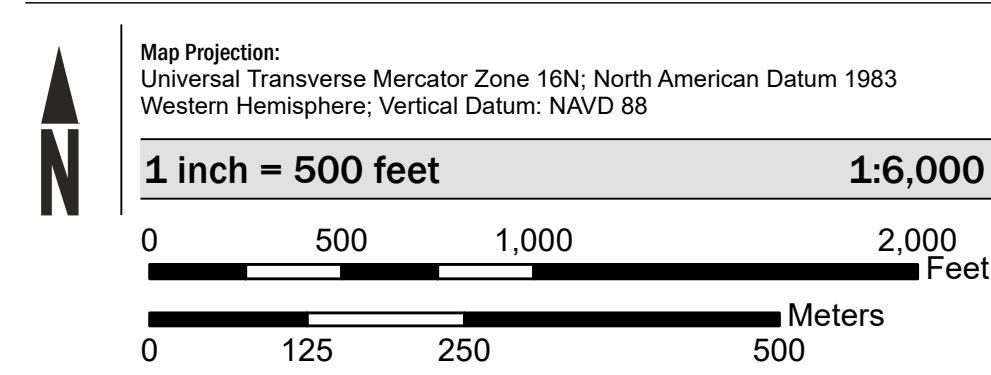 Map Projection:
Universal Transverse Mercator Zone 16N; North American Datum 1983
Western Hemisphere; Vertical Datum: NAVD 88
N
1 inch = 500 feet 1:6,000
0 500 1,000 2,000
Feet
Meters
0 125 250 500